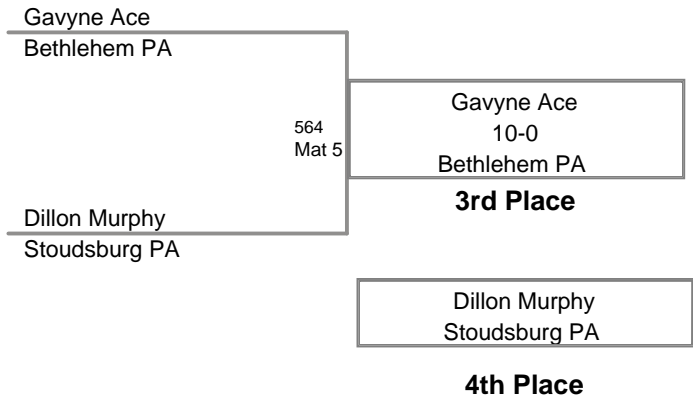 Gavyne Ace
Bethlehem PA
564
Mat 5
Gavyne Ace
10-0
Bethlehem PA
3rd Place
Dillon Murphy
Stoudsburg PA
Dillon Murphy
Stoudsburg PA
4th Place